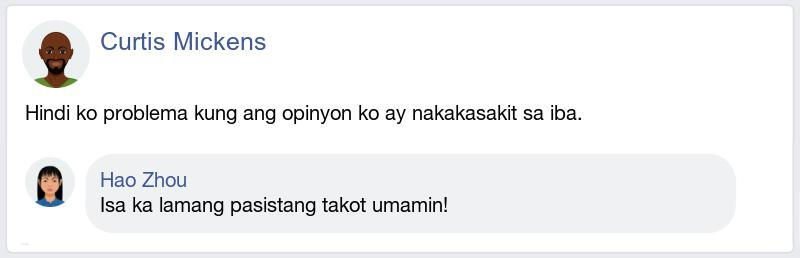 Curtis Mickens
Hindi ko problema kung ang opinyon ko ay nakakasakit sa iba.
Hao Zhou
Isa ka lamang pasistang takot umamin!